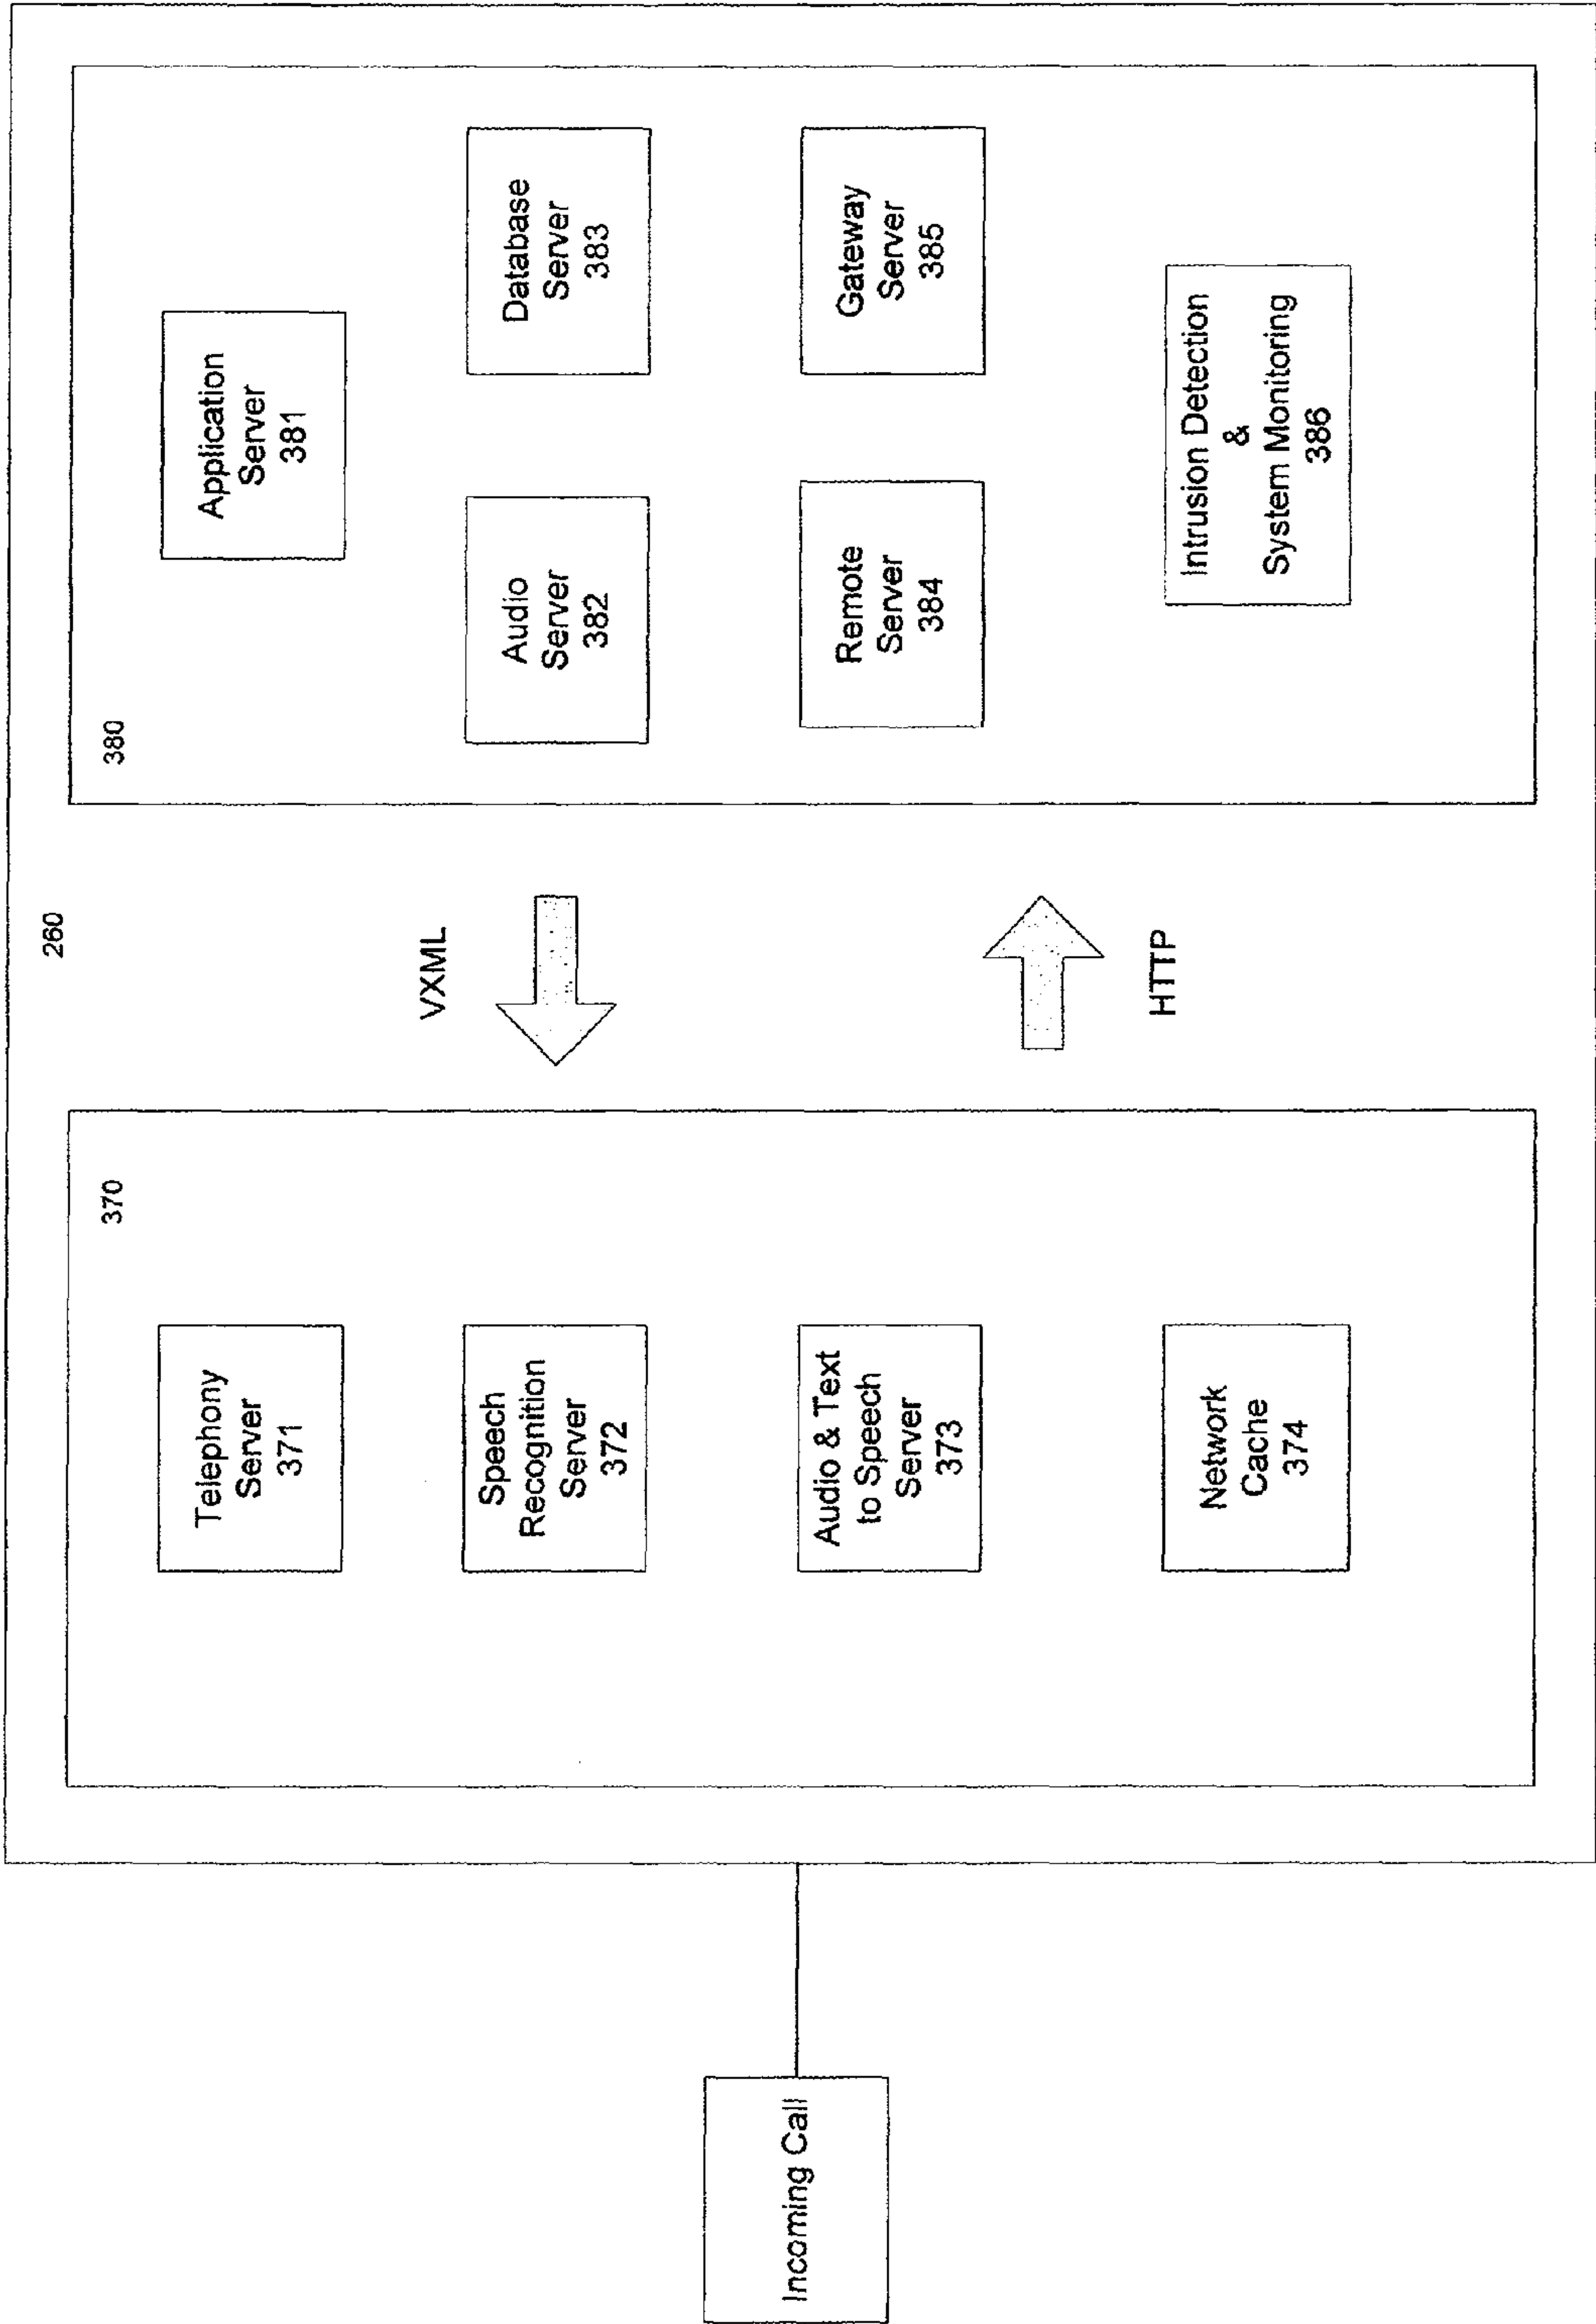 260
Incoming Call
370
Telephony
Server
371
Speech
Recognition
Server
372
Audio & Text
to Speech
Server
373
Network
Cache
374
VXML
HTTP
380
Application
Server
381
Audio
Server
382
Database
Server
383
Remote
Server
384
Gateway
Server
385
Intrusion Detection
&
System Monitoring
386